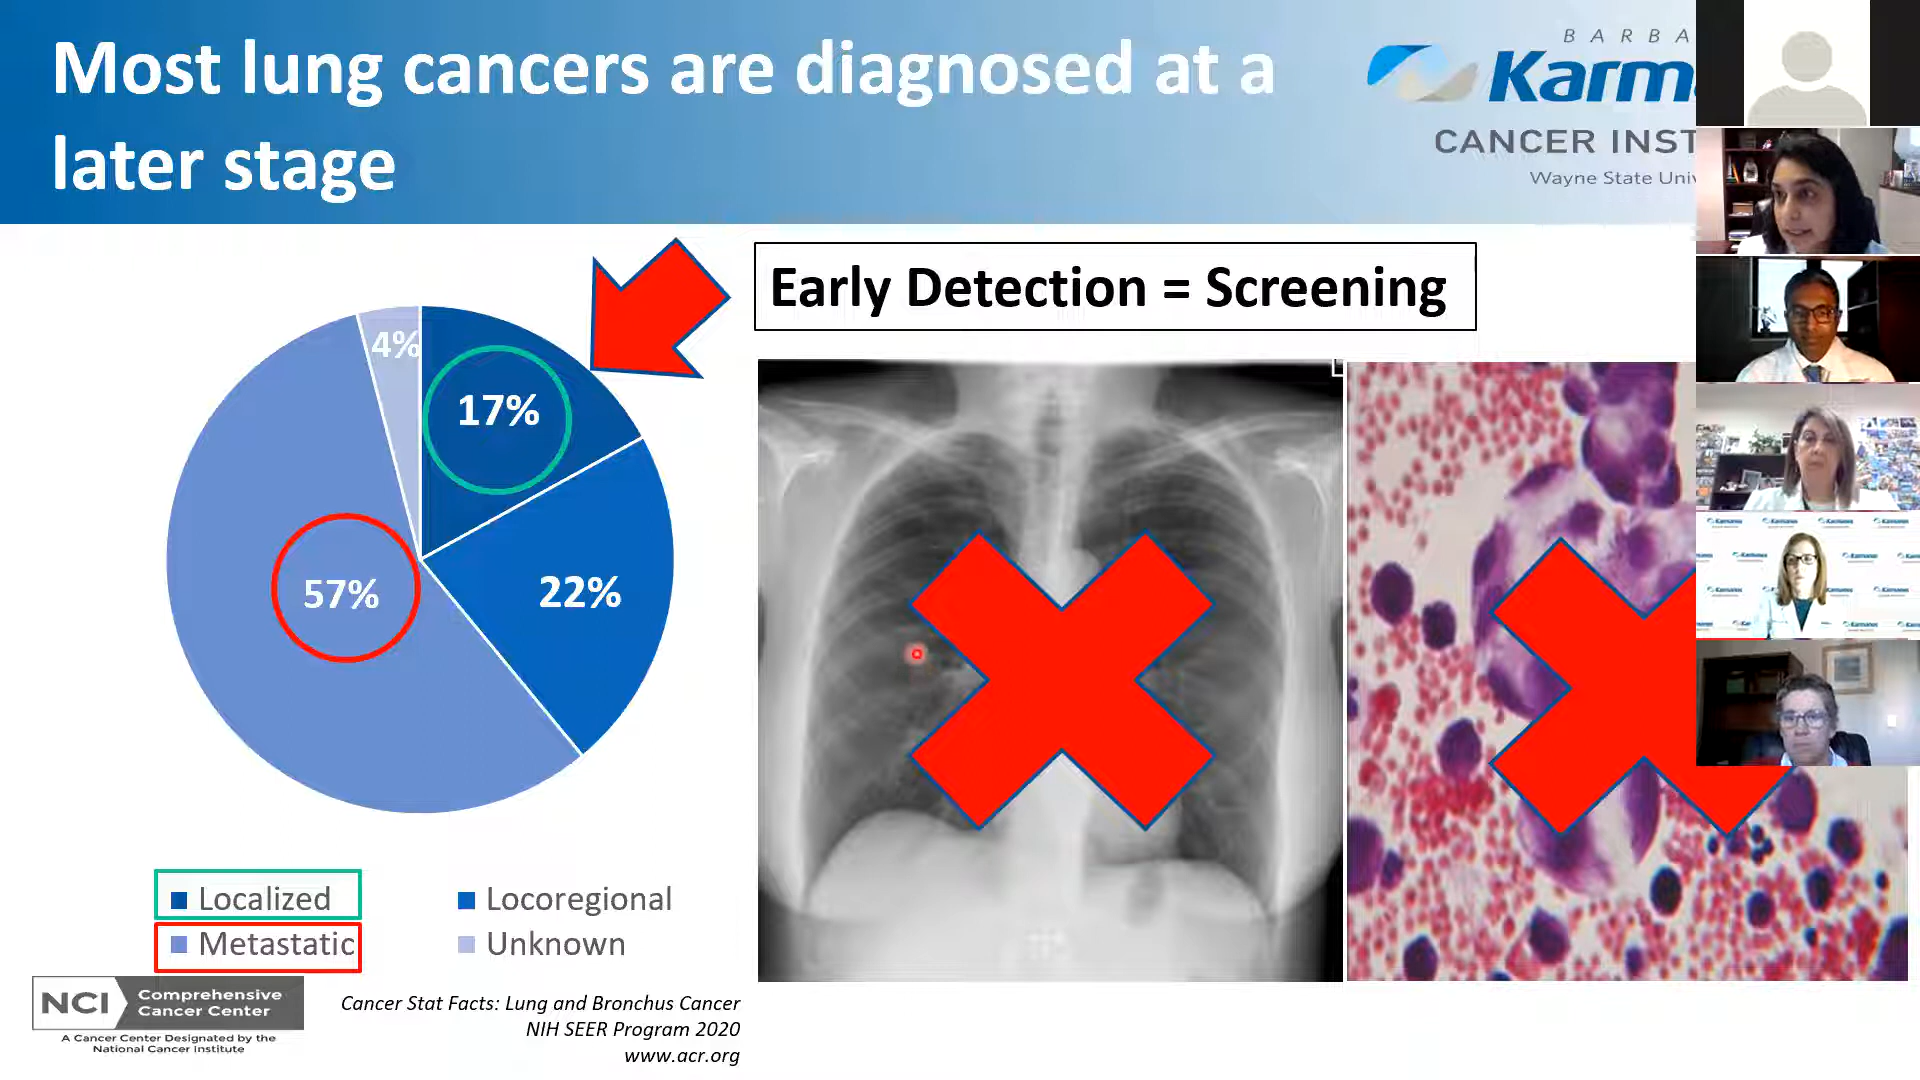 Most lung cancers are diagnosed at a
later stage
BARBA
Karm
CANCER INST
Wayne State Univ
Early Detection = Screening
4%
17%
57%
22%
Localized
Locoregional
Metastatic
Unknown
NCI Comprehensive
Cancer Center
A Cancer Center Designated by the
National Cancer Institute
Cancer Stat Facts: Lung and Bronchus Cancer
NIH SEER Program 2020
www.acr.org